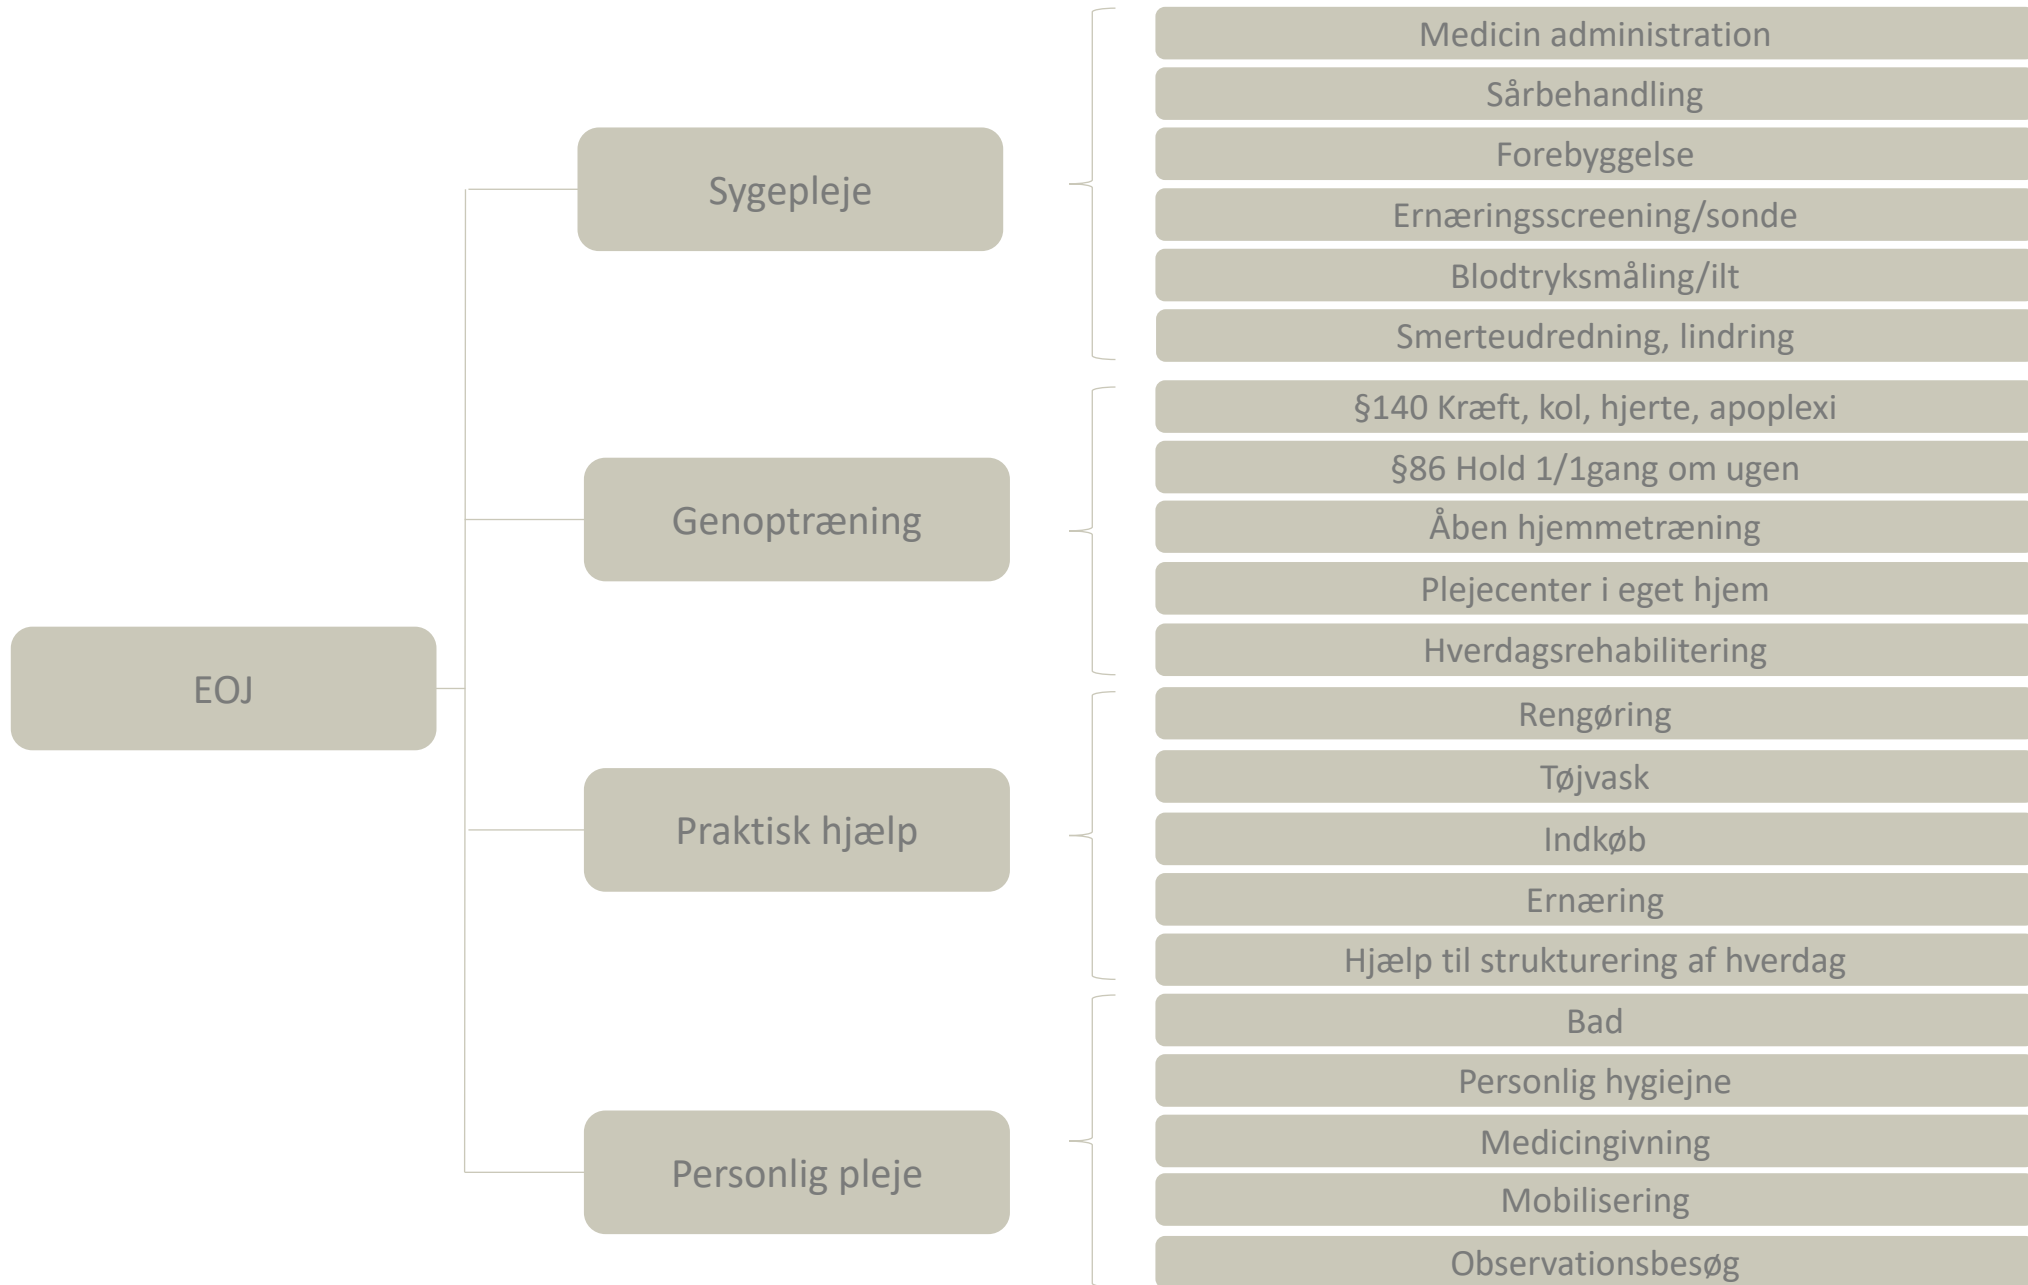 EOJ
Sygepleje
Medicin administration
Sårbehandling
Forebyggelse
Ernæringsscreening/sonde
Blodtryksmåling/ilt
Smerteudredning, lindring
Genoptræning
§140 Kræft, kol, hjerte, apoplexi
§86 Hold 1/1gang om ugen
Åben hjemmetræning
Plejecenter i eget hjem
Hverdagsrehabilitering
Praktisk hjælp
Rengøring
Tøjvask
Indkøb
Ernæring
Hjælp til strukturering af hverdag
Personlig pleje
Bad
Personlig hygiejne
Medicingivning
Mobilisering
Observationsbesøg